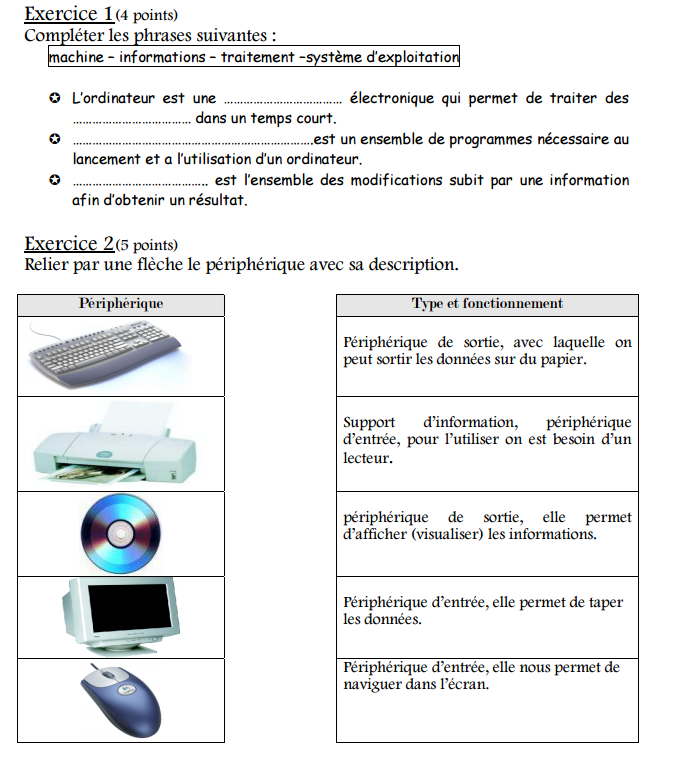 Exercice 1(4 points)
Compléter les phrases suivantes :
machine – informations – traitement –système d’exploitation
✪ L’ordinateur est une ……………………………… électronique qui permet de traiter des
……………………………… dans un temps court.
✪ ……………………………………………………………….est un ensemble de programmes nécessaire au
lancement et a l’utilisation d’un ordinateur.
✪ ………………………………….. est l’ensemble des modifications subit par une information
afin d’obtenir un résultat.
Exercice 2(5 points)
Relier par une flèche le périphérique avec sa description.
Périphérique
Type et fonctionnement
Périphérique de sortie, avec laquelle on
peut sortir les données sur du papier.
Support d’information, périphérique
d’entrée, pour l’utiliser on est besoin d’un
lecteur.
périphérique de sortie, elle permet
d’afficher (visualiser) les informations.
Périphérique d’entrée, elle permet de taper
les données.
Périphérique d’entrée, elle nous permet de
naviguer dans l’écran.